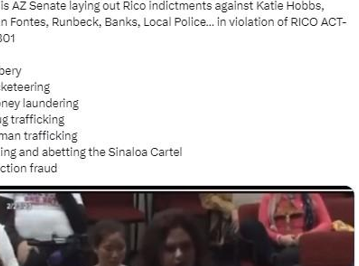 is AZ Senate laying out Rico indictments against Katie Hobbs,
n Fontes, Runbeck, Banks, Local Police... in violation of RICO ACT-
301
bery
keteering
ney laundering
ug trafficking
man trafficking
ing and abetting the Sinaloa Cartel
ction fraud